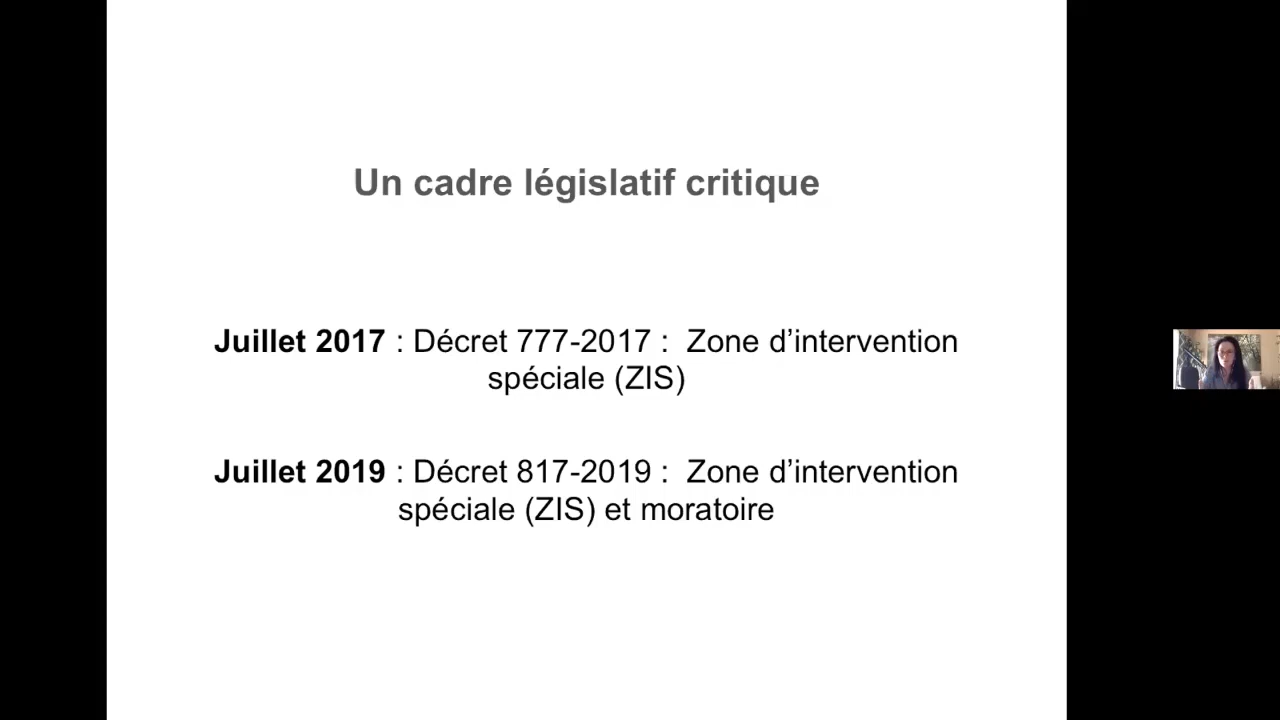 Un cadre législatif critique
Juillet 2017 : Décret 777-2017 : Zone d’intervention
spéciale (ZIS)
Juillet 2019 : Décret 817-2019 : Zone d’intervention
spéciale (ZIS) et moratoire